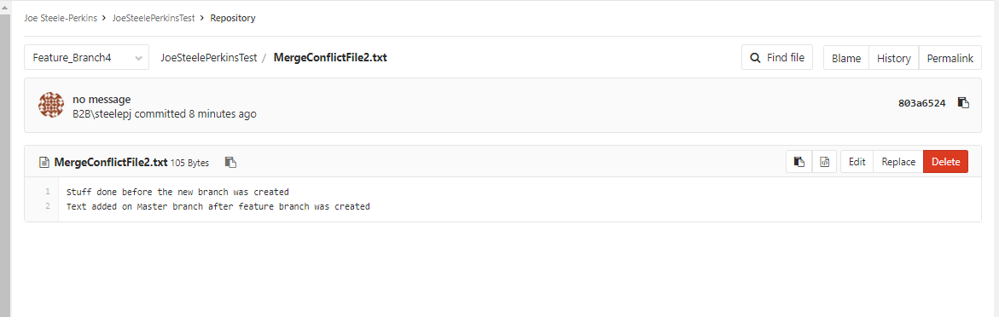 Joe Steele-Perkins > JoeSteelePerkinsTest > Repository
Feature_Branch4 JoeSteelePerkinsTest / MergeConflictFile2.txt Find file Blame History Permalink
no message
B2B\steelepj committed 8 minutes ago 803a6524
MergeConflictFile2.txt 105 Bytes Edit Replace Delete
1 Stuff done before the new branch was created
2 Text added on Master branch after feature branch was created